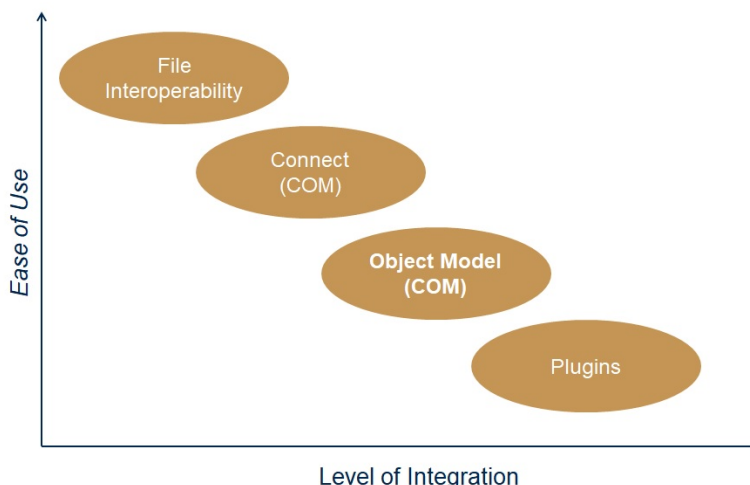 File
Interoperability
Connect
(COM)
Object Model
(COM)
Plugins
Ease of Use
Level of Integration